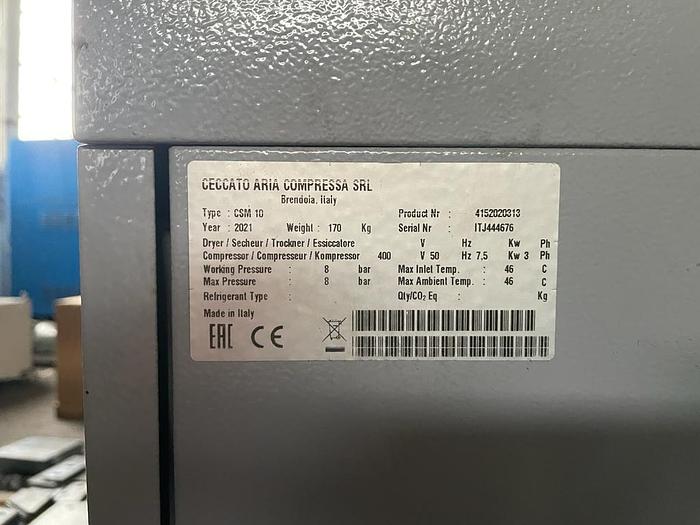 CECCATO ARIA COMPRESSA SRL
Brendola, Italy
Type : CSM 10 Product Nr : 4152020313
Year : 2021 Weight : 170 Kg Serial Nr : ITJ444676
Dryer / Secheur / Trockner / Essiccatore V Hz Kw Ph
Compressor / Compresseur / Kompressor 400 V 50 Hz 7,5 Kw 3 Ph
Working Pressure : 8 bar Max Inlet Temp. : 46 C
Max Pressure : 8 bar Max Ambient Temp. : 46 C
Refrigerant Type : Qty/CO₂ Eq : Kg
Made in Italy
EAC CE